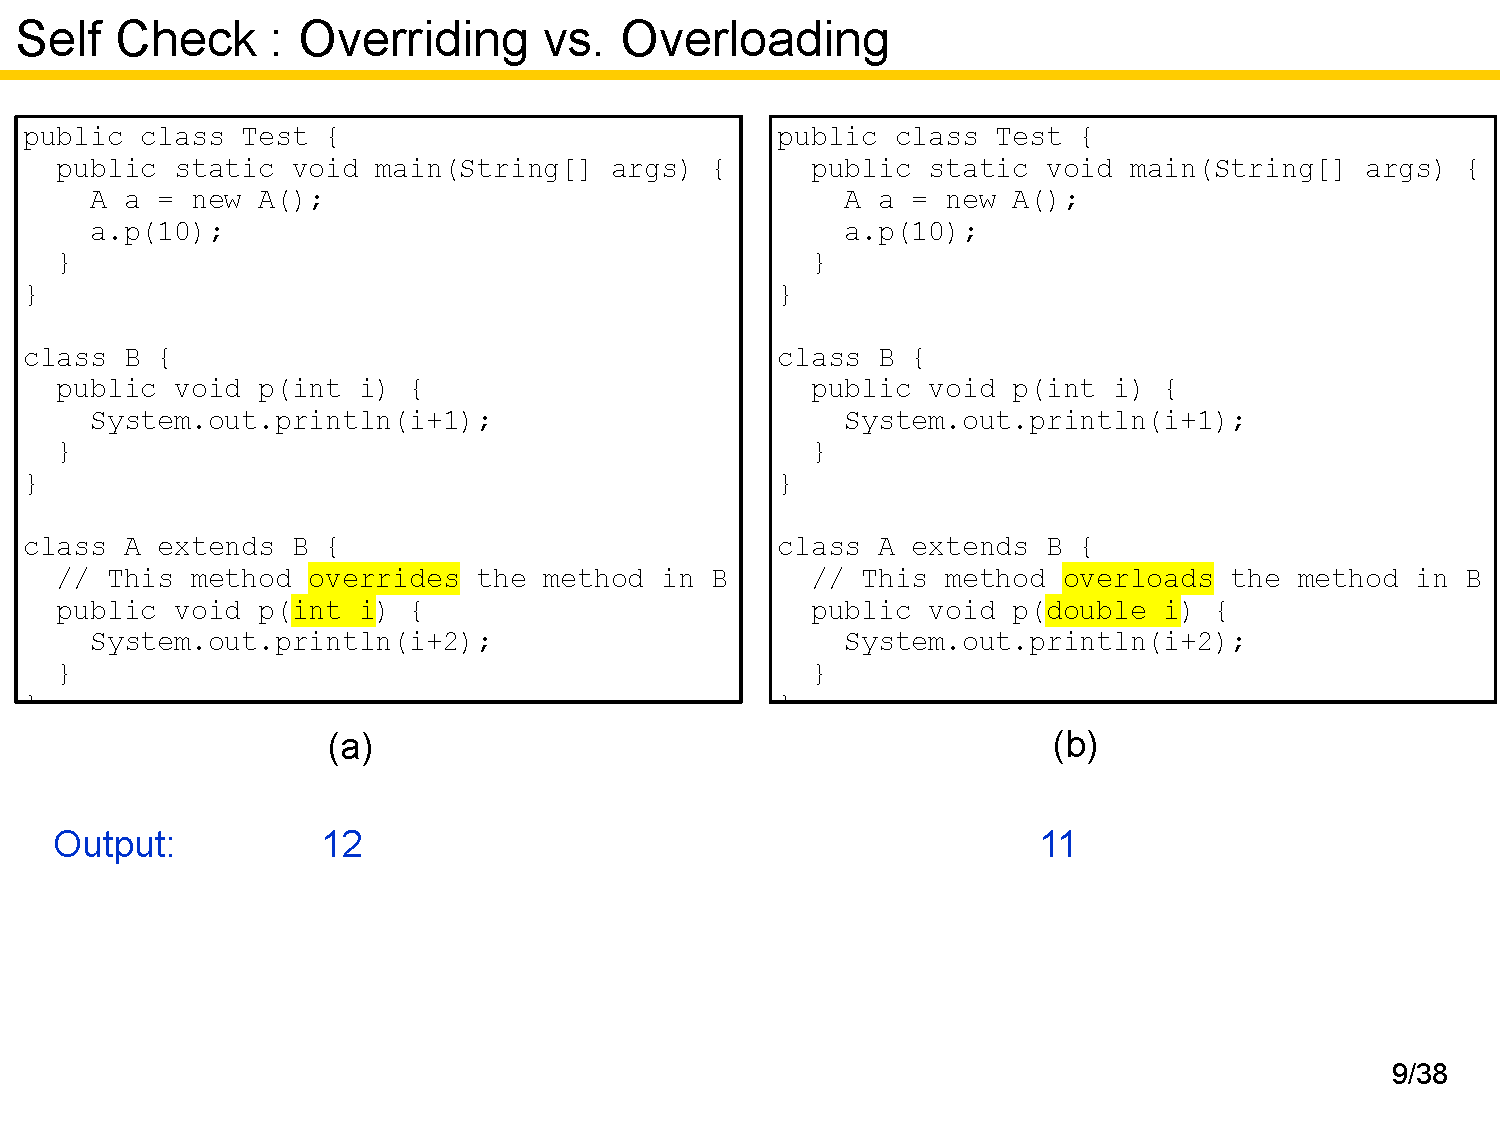 Self Check : Overriding vs. Overloading
public class Test {
  public static void main(String[] args) {
    A a = new A();
    a.p(10);
  }
}

class B {
  public void p(int i) {
    System.out.println(i+1);
  }
}

class A extends B {
  // This method overrides the method in B
  public void p(int i) {
    System.out.println(i+2);
  }
}
(a)
public class Test {
  public static void main(String[] args) {
    A a = new A();
    a.p(10);
  }
}

class B {
  public void p(int i) {
    System.out.println(i+1);
  }
}

class A extends B {
  // This method overloads the method in B
  public void p(double i) {
    System.out.println(i+2);
  }
}
(b)
Output: 12 11
9/38